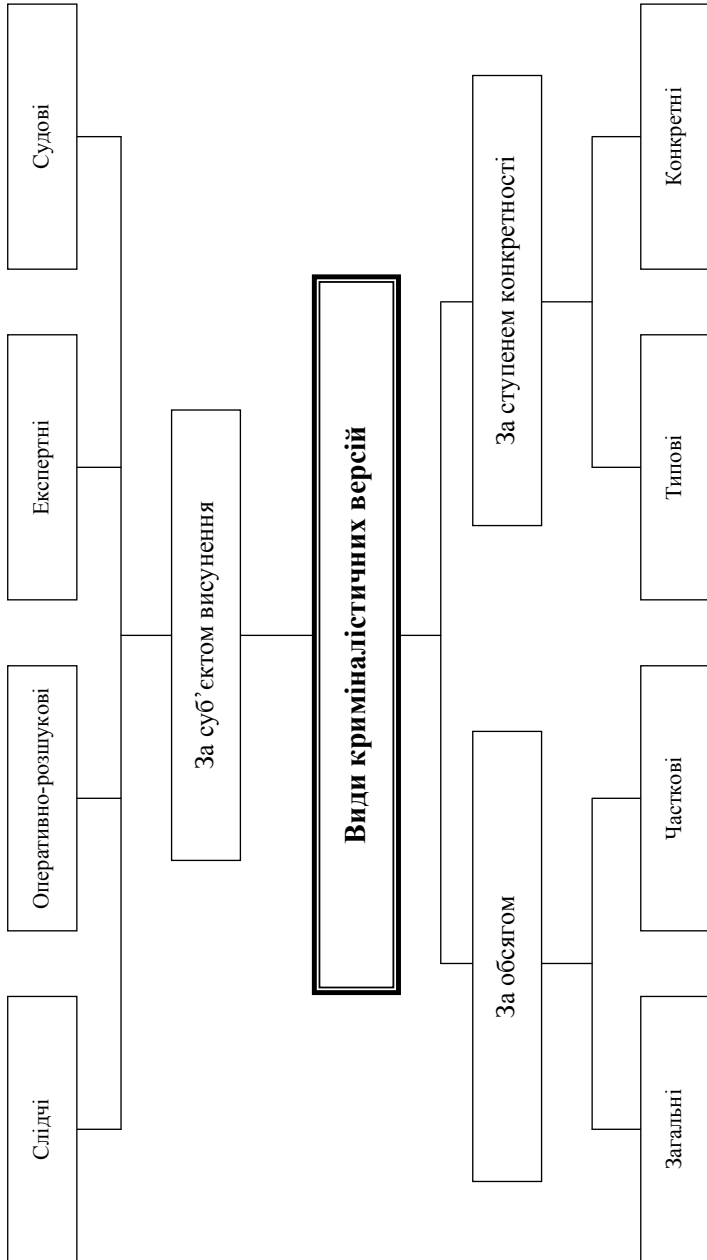 Слідчі
Оперативно-розшукові
Експертні
Судові
За суб’єктом висунення
Види криміналістичних версій
За обсягом
За ступенем конкретності
Загальні
Часткові
Типові
Конкретні